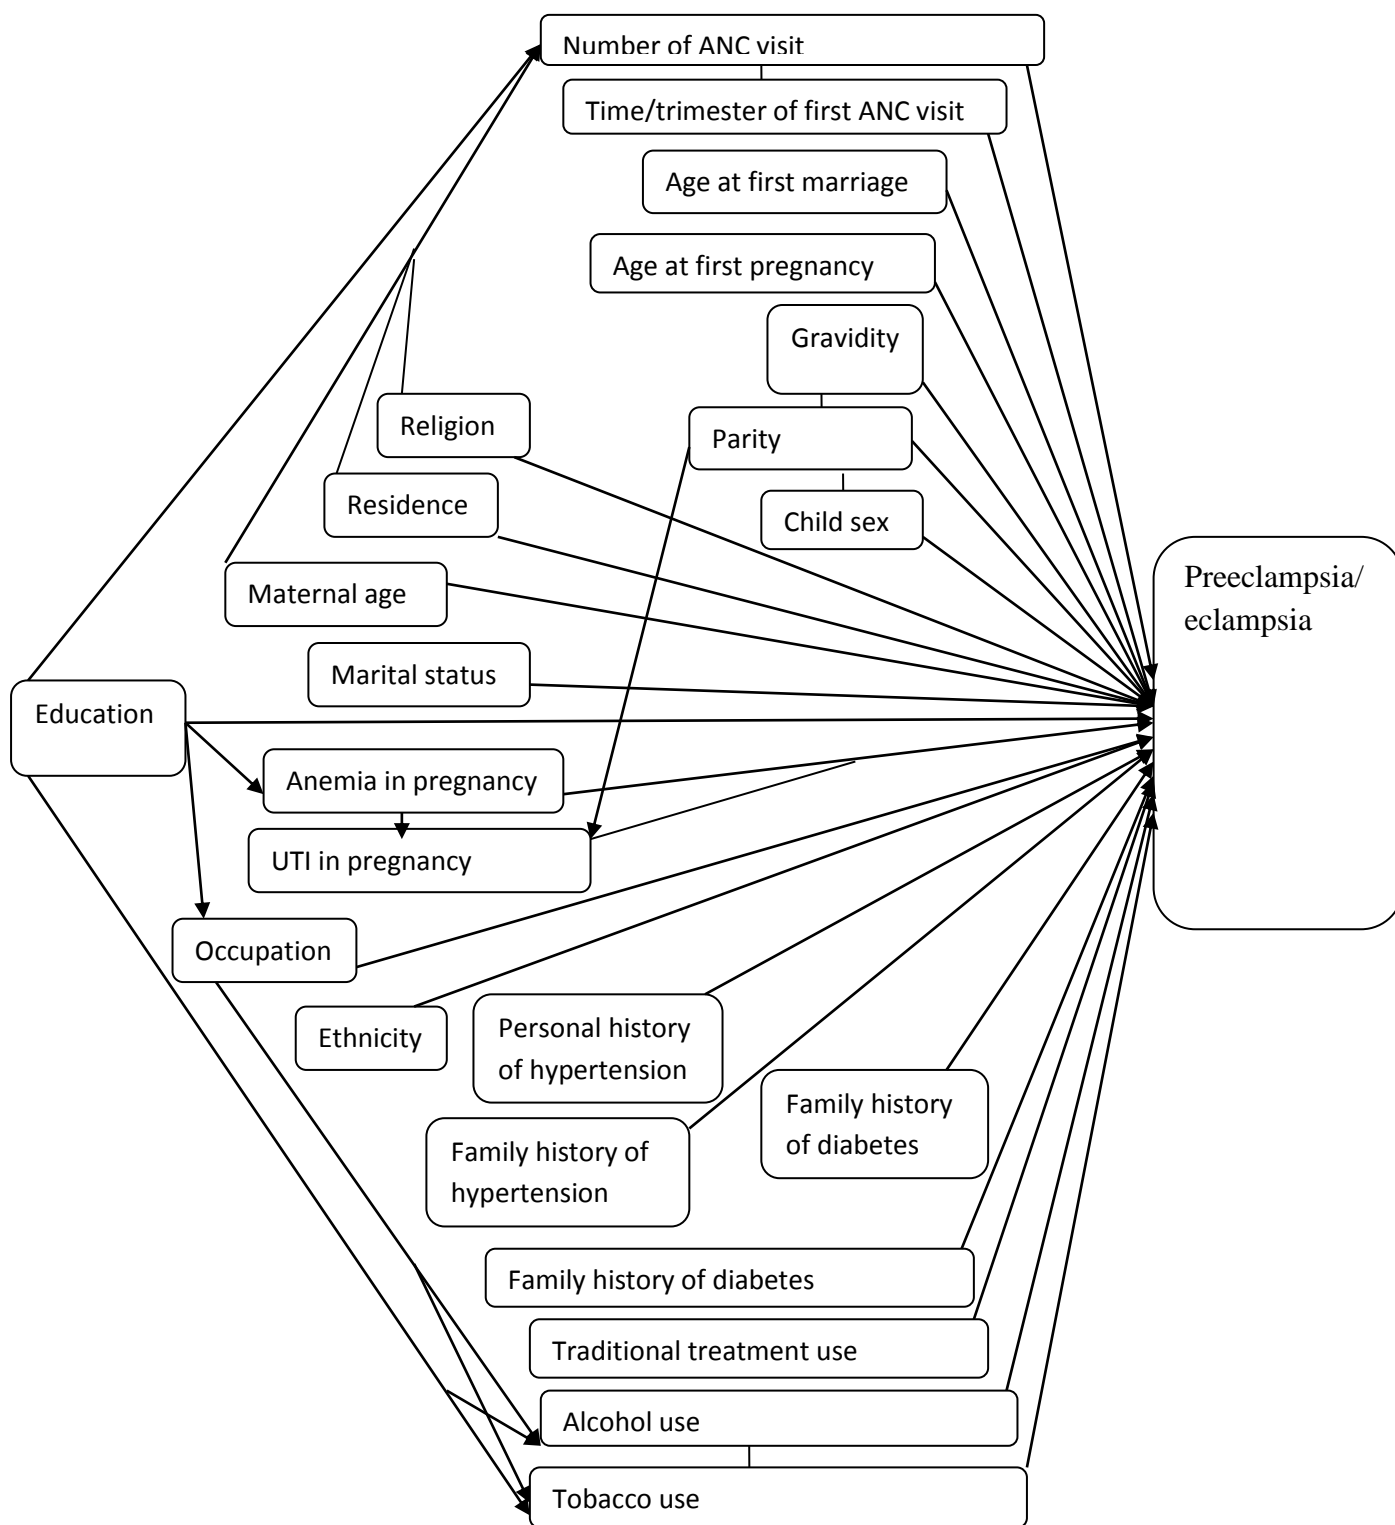 Number of ANC visit
Time/trimester of first ANC visit
Age at first marriage
Age at first pregnancy
Gravidity
Religion
Parity
Residence
Child sex
Preeclampsia/
eclampsia
Maternal age
Marital status
Education
Anemia in pregnancy
UTI in pregnancy
Occupation
Ethnicity
Personal history
of hypertension
Family history
of diabetes
Family history of
hypertension
Family history of diabetes
Traditional treatment use
Alcohol use
Tobacco use